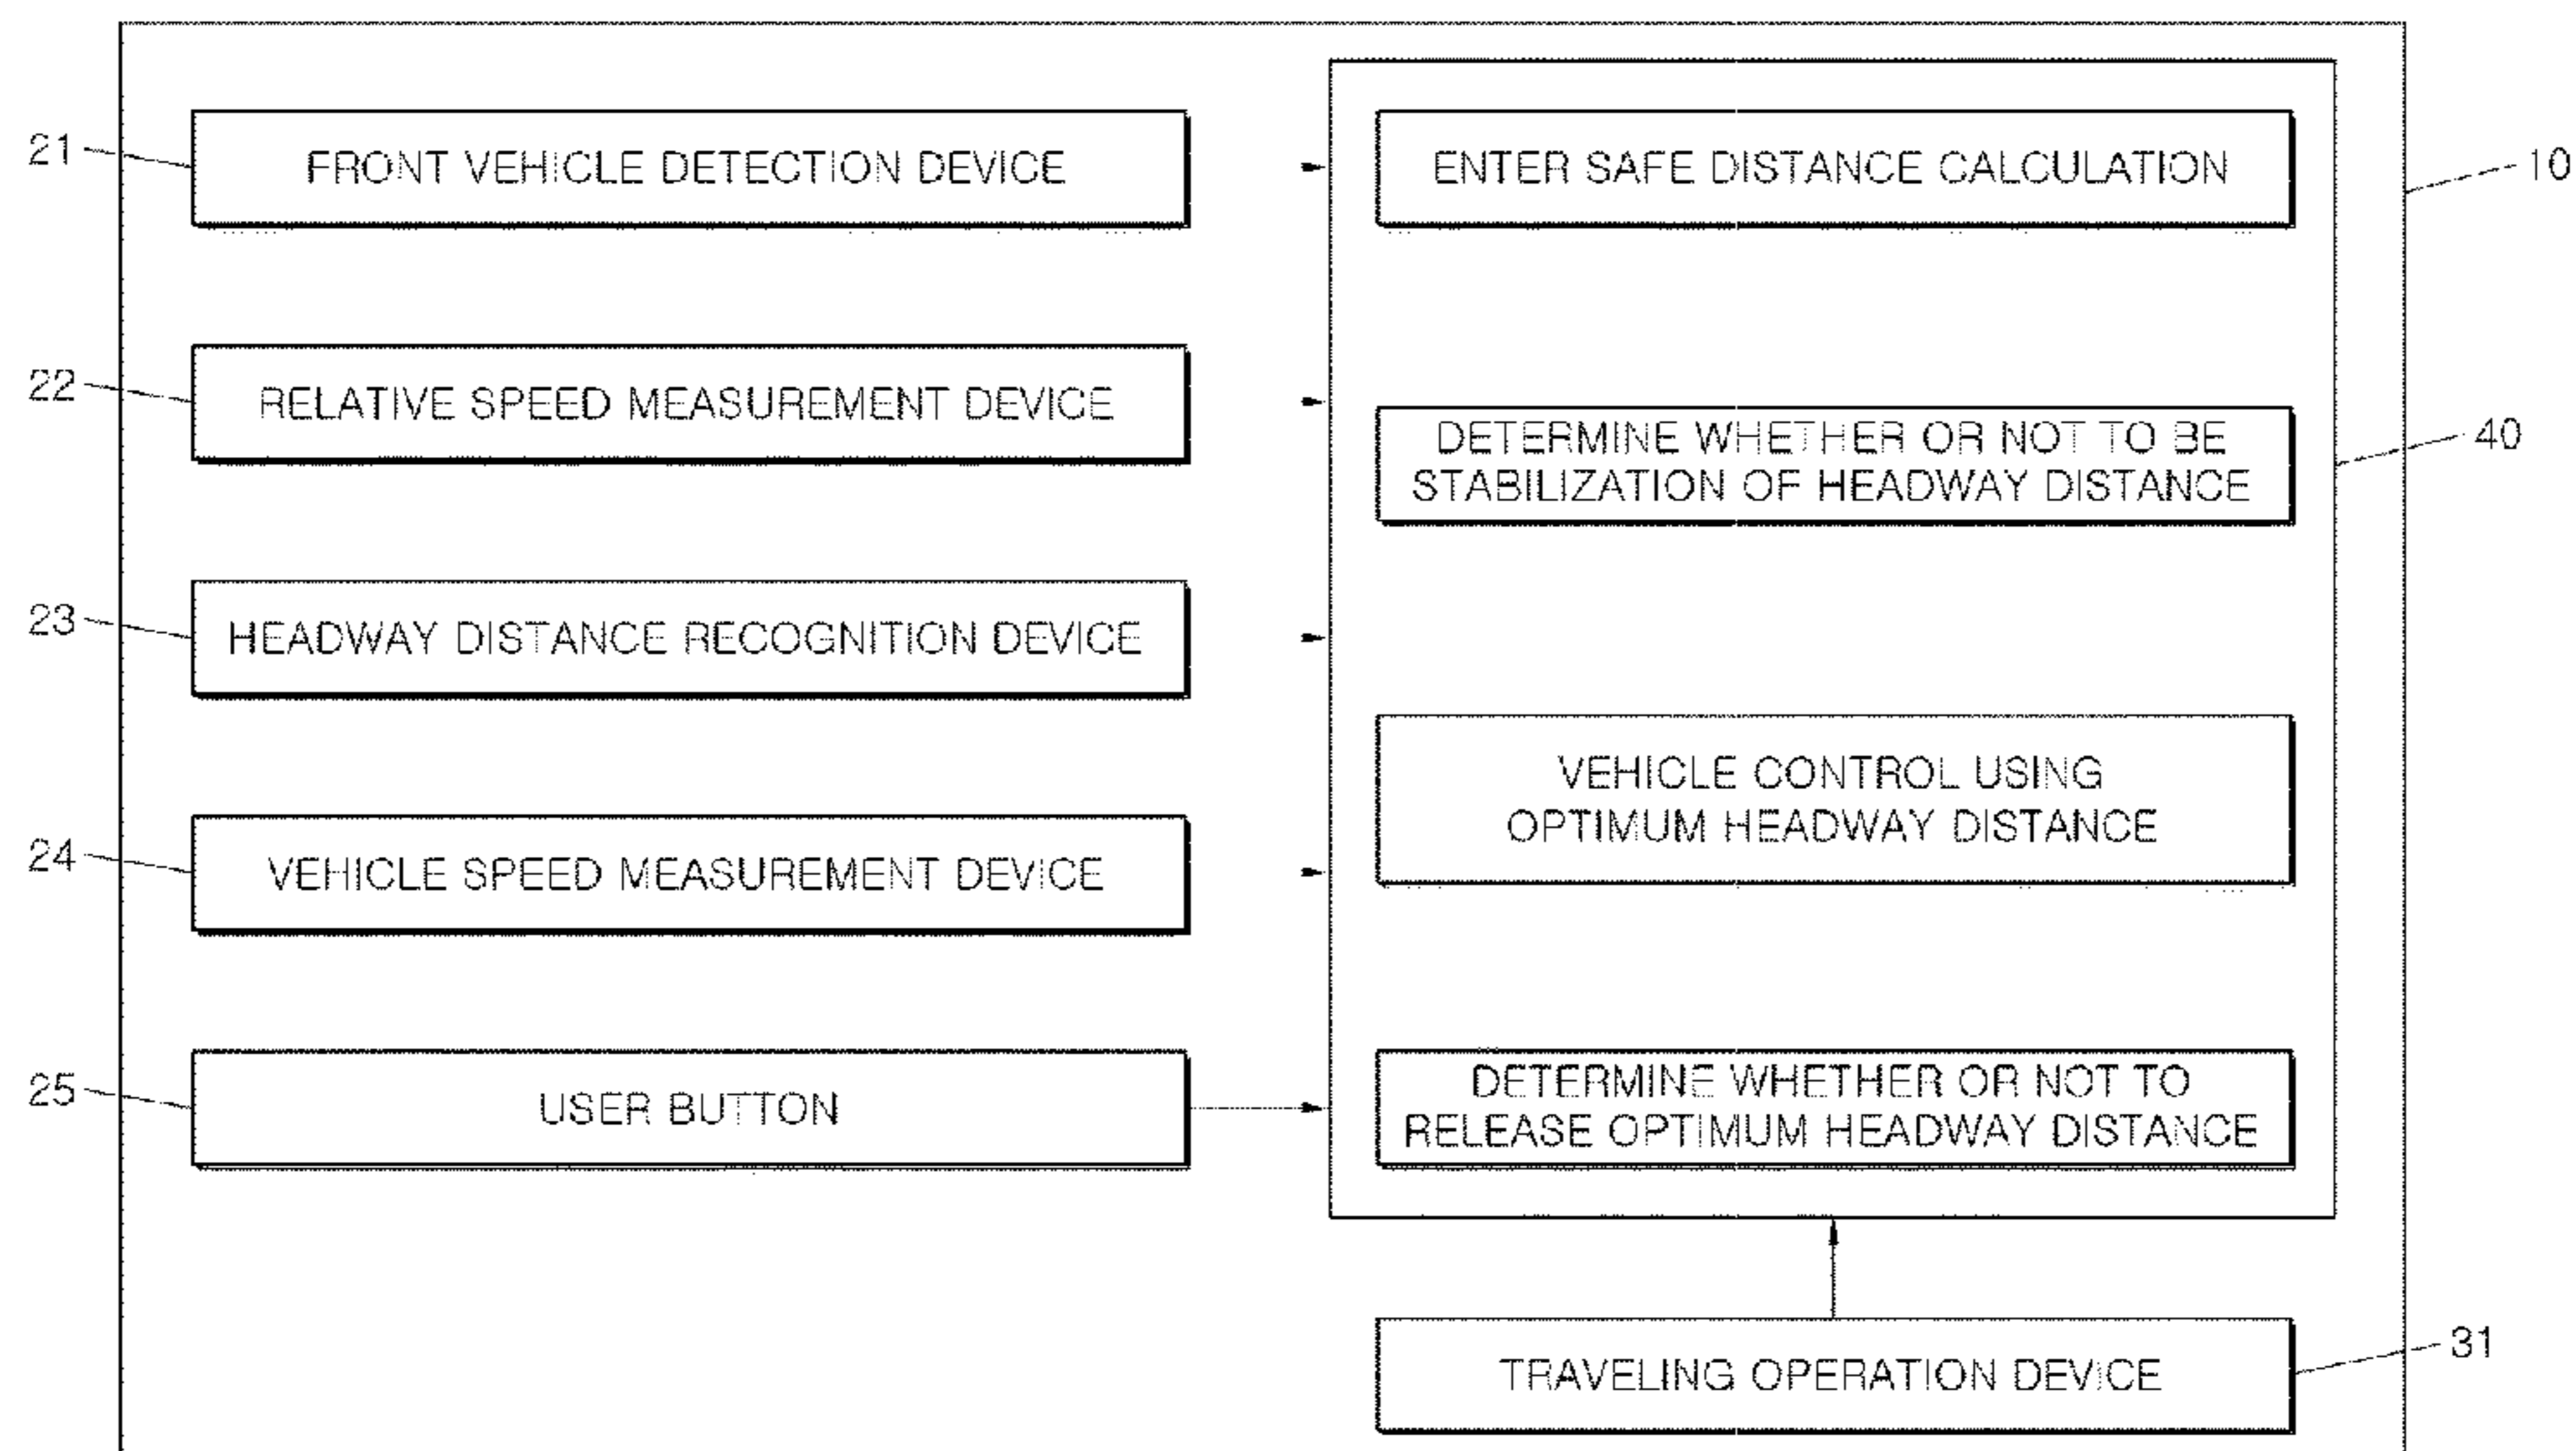 21
FRONT VEHICLE DETECTION DEVICE
22
RELATIVE SPEED MEASUREMENT DEVICE
23
HEADWAY DISTANCE RECOGNITION DEVICE
24
VEHICLE SPEED MEASUREMENT DEVICE
25
USER BUTTON
ENTER SAFE DISTANCE CALCULATION
10
DETERMINE WHETHER OR NOT TO BE
STABILIZATION OF HEADWAY DISTANCE
40
VEHICLE CONTROL USING
OPTIMUM HEADWAY DISTANCE
DETERMINE WHETHER OR NOT TO
RELEASE OPTIMUM HEADWAY DISTANCE
TRAVELING OPERATION DEVICE
31